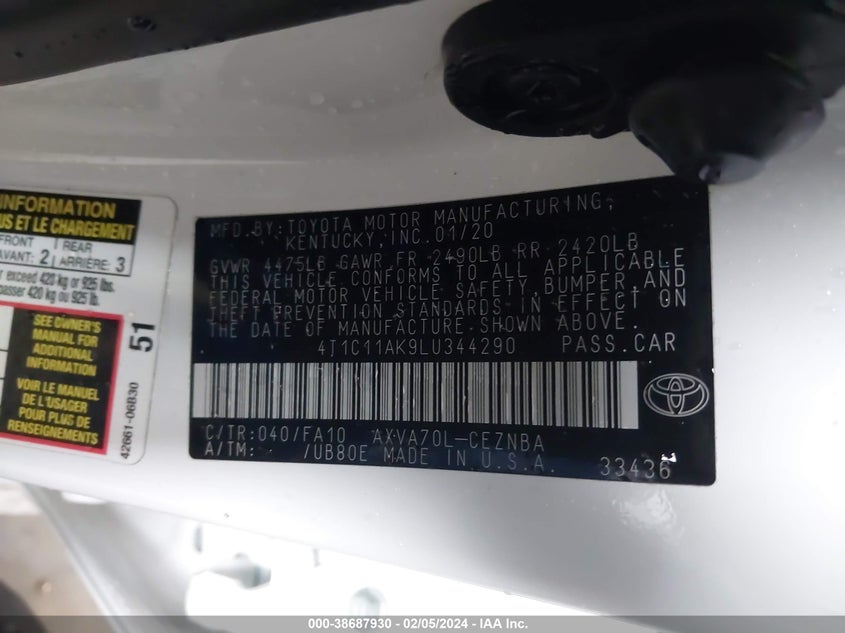 INFORMATION
US ET LE CHARGEMENT
FRONT
AVANT: 2
REAR
ARRIÈRE: 3
exceed 420 kg or 925 lbs.
passer 420 kg ou 925 lb.
SEE OWNER'S
MANUAL FOR
ADDITIONAL
INFORMATION
VOIR LE MANUEL
DE L'USAGER
POUR PLUS DE
RENSEIGNEMENTS
51
42661-06B30
MFD.BY:TOYOTA MOTOR MANUFACTURING,
KENTUCKY,INC.01/20
GVWR 4475LB GAWR FR 2490LB RR 2420LB
THIS VEHICLE CONFORMS TO ALL APPLICABLE
FEDERAL MOTOR VEHICLE SAFETY,BUMPER,AND
THEFT PREVENTION STANDARDS IN EFFECT ON
THE DATE OF MANUFACTURE SHOWN ABOVE.
4T1C11AK9LU344290 PASS.CAR
C/TR:040/FA10 AXVA70L-CEZNBA
A/TM: /UB80E MADE IN U.S.A.
33436
000-38687930 - 02/05/2024 - IAA Inc.